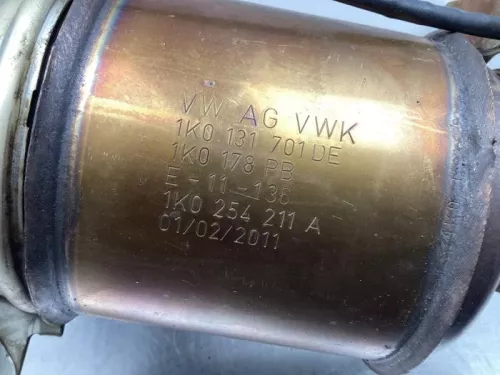 VW AG VWK
1K0 131 701 DE
1K0 178 PB
E-11-136
1K0 254 211 A
01/02/2011